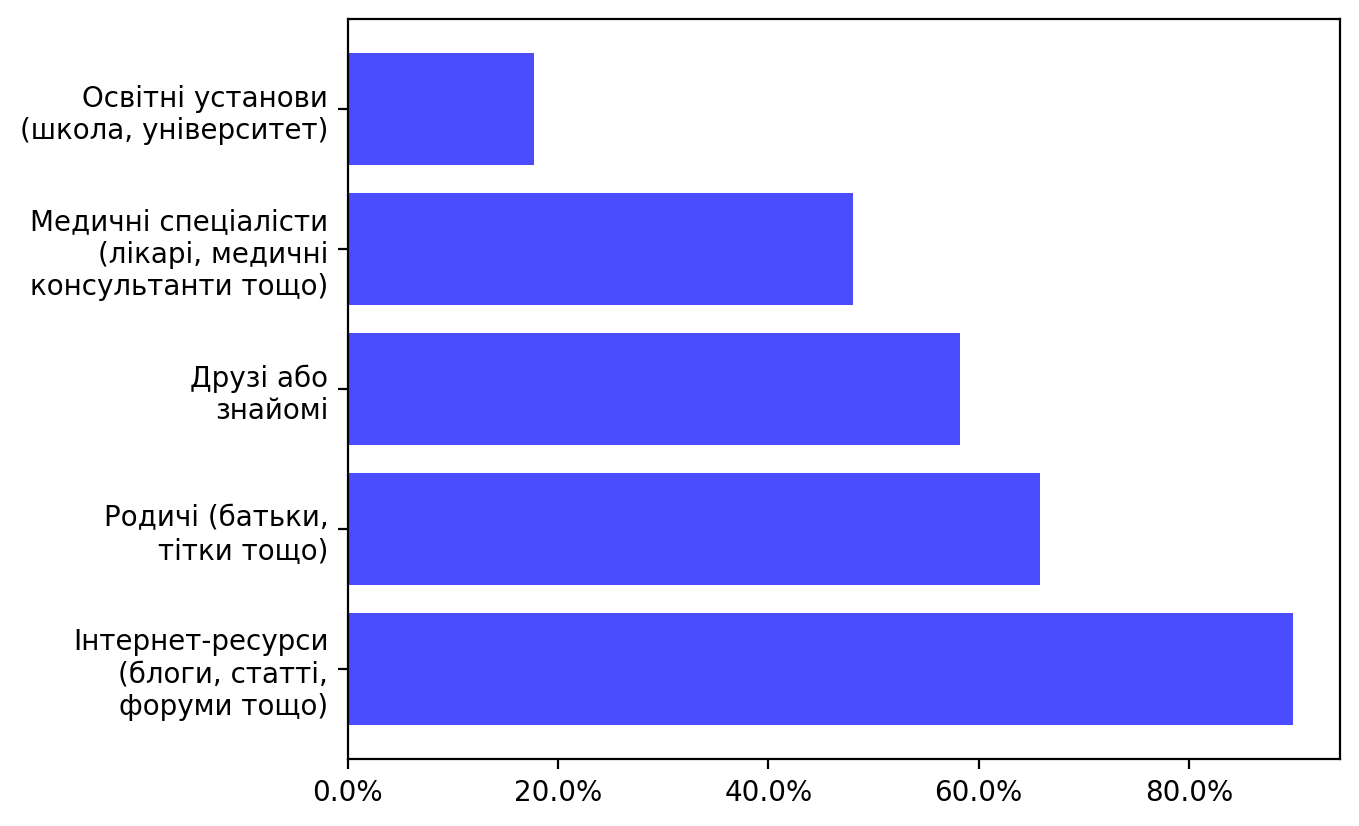 Освітні установи
(школа, університет)
Медичні спеціалісти
(лікарі, медичні
консультанти тощо)
Друзі або
знайомі
Родичі (батьки,
тітки тощо)
Інтернет-ресурси
(блоги, статті,
форуми тощо)
0.0% 20.0% 40.0% 60.0% 80.0%